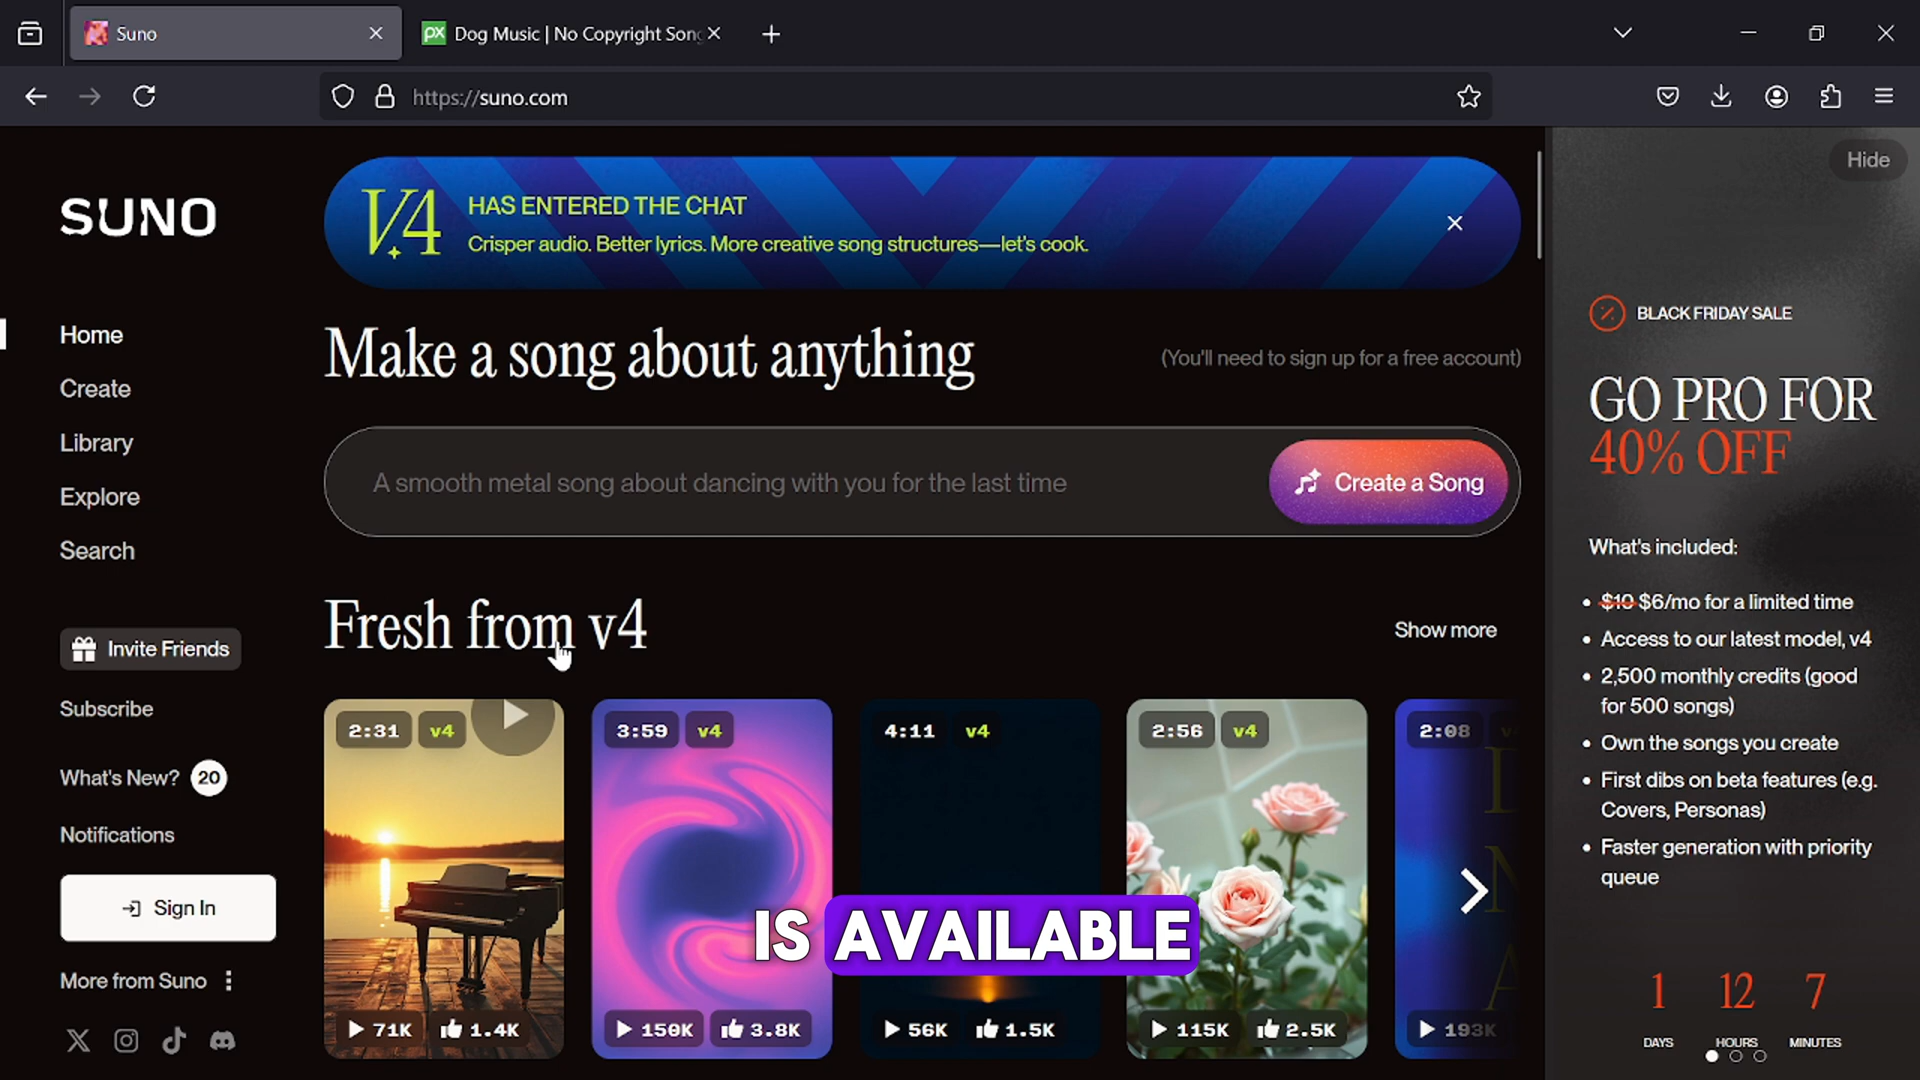 Suno
Dog Music | No Copyright Song
https://suno.com
Hide
SUNO
V4
HAS ENTERED THE CHAT
Crisper audio. Better lyrics. More creative song structures—let's cook.
Home
Create
Library
Explore
Search
Invite Friends
Subscribe
What's New? 20
Notifications
Sign In
More from Suno
Make a song about anything
(You'll need to sign up for a free account)
A smooth metal song about dancing with you for the last time
Create a Song
Fresh from v4
Show more
2:31 v4
3:59 v4
4:11 v4
2:56 v4
2:08
IS AVAILABLE
71K 1.4K
150K 3.8K
56K 1.5K
115K 2.5K
193K
BLACK FRIDAY SALE
GO PRO FOR
40% OFF
What's included:
• $10 $6/mo for a limited time
• Access to our latest model, v4
• 2,500 monthly credits (good
for 500 songs)
• Own the songs you create
• First dibs on beta features (e.g.
Covers, Personas)
• Faster generation with priority
queue
1 12 7
DAYS HOURS MINUTES